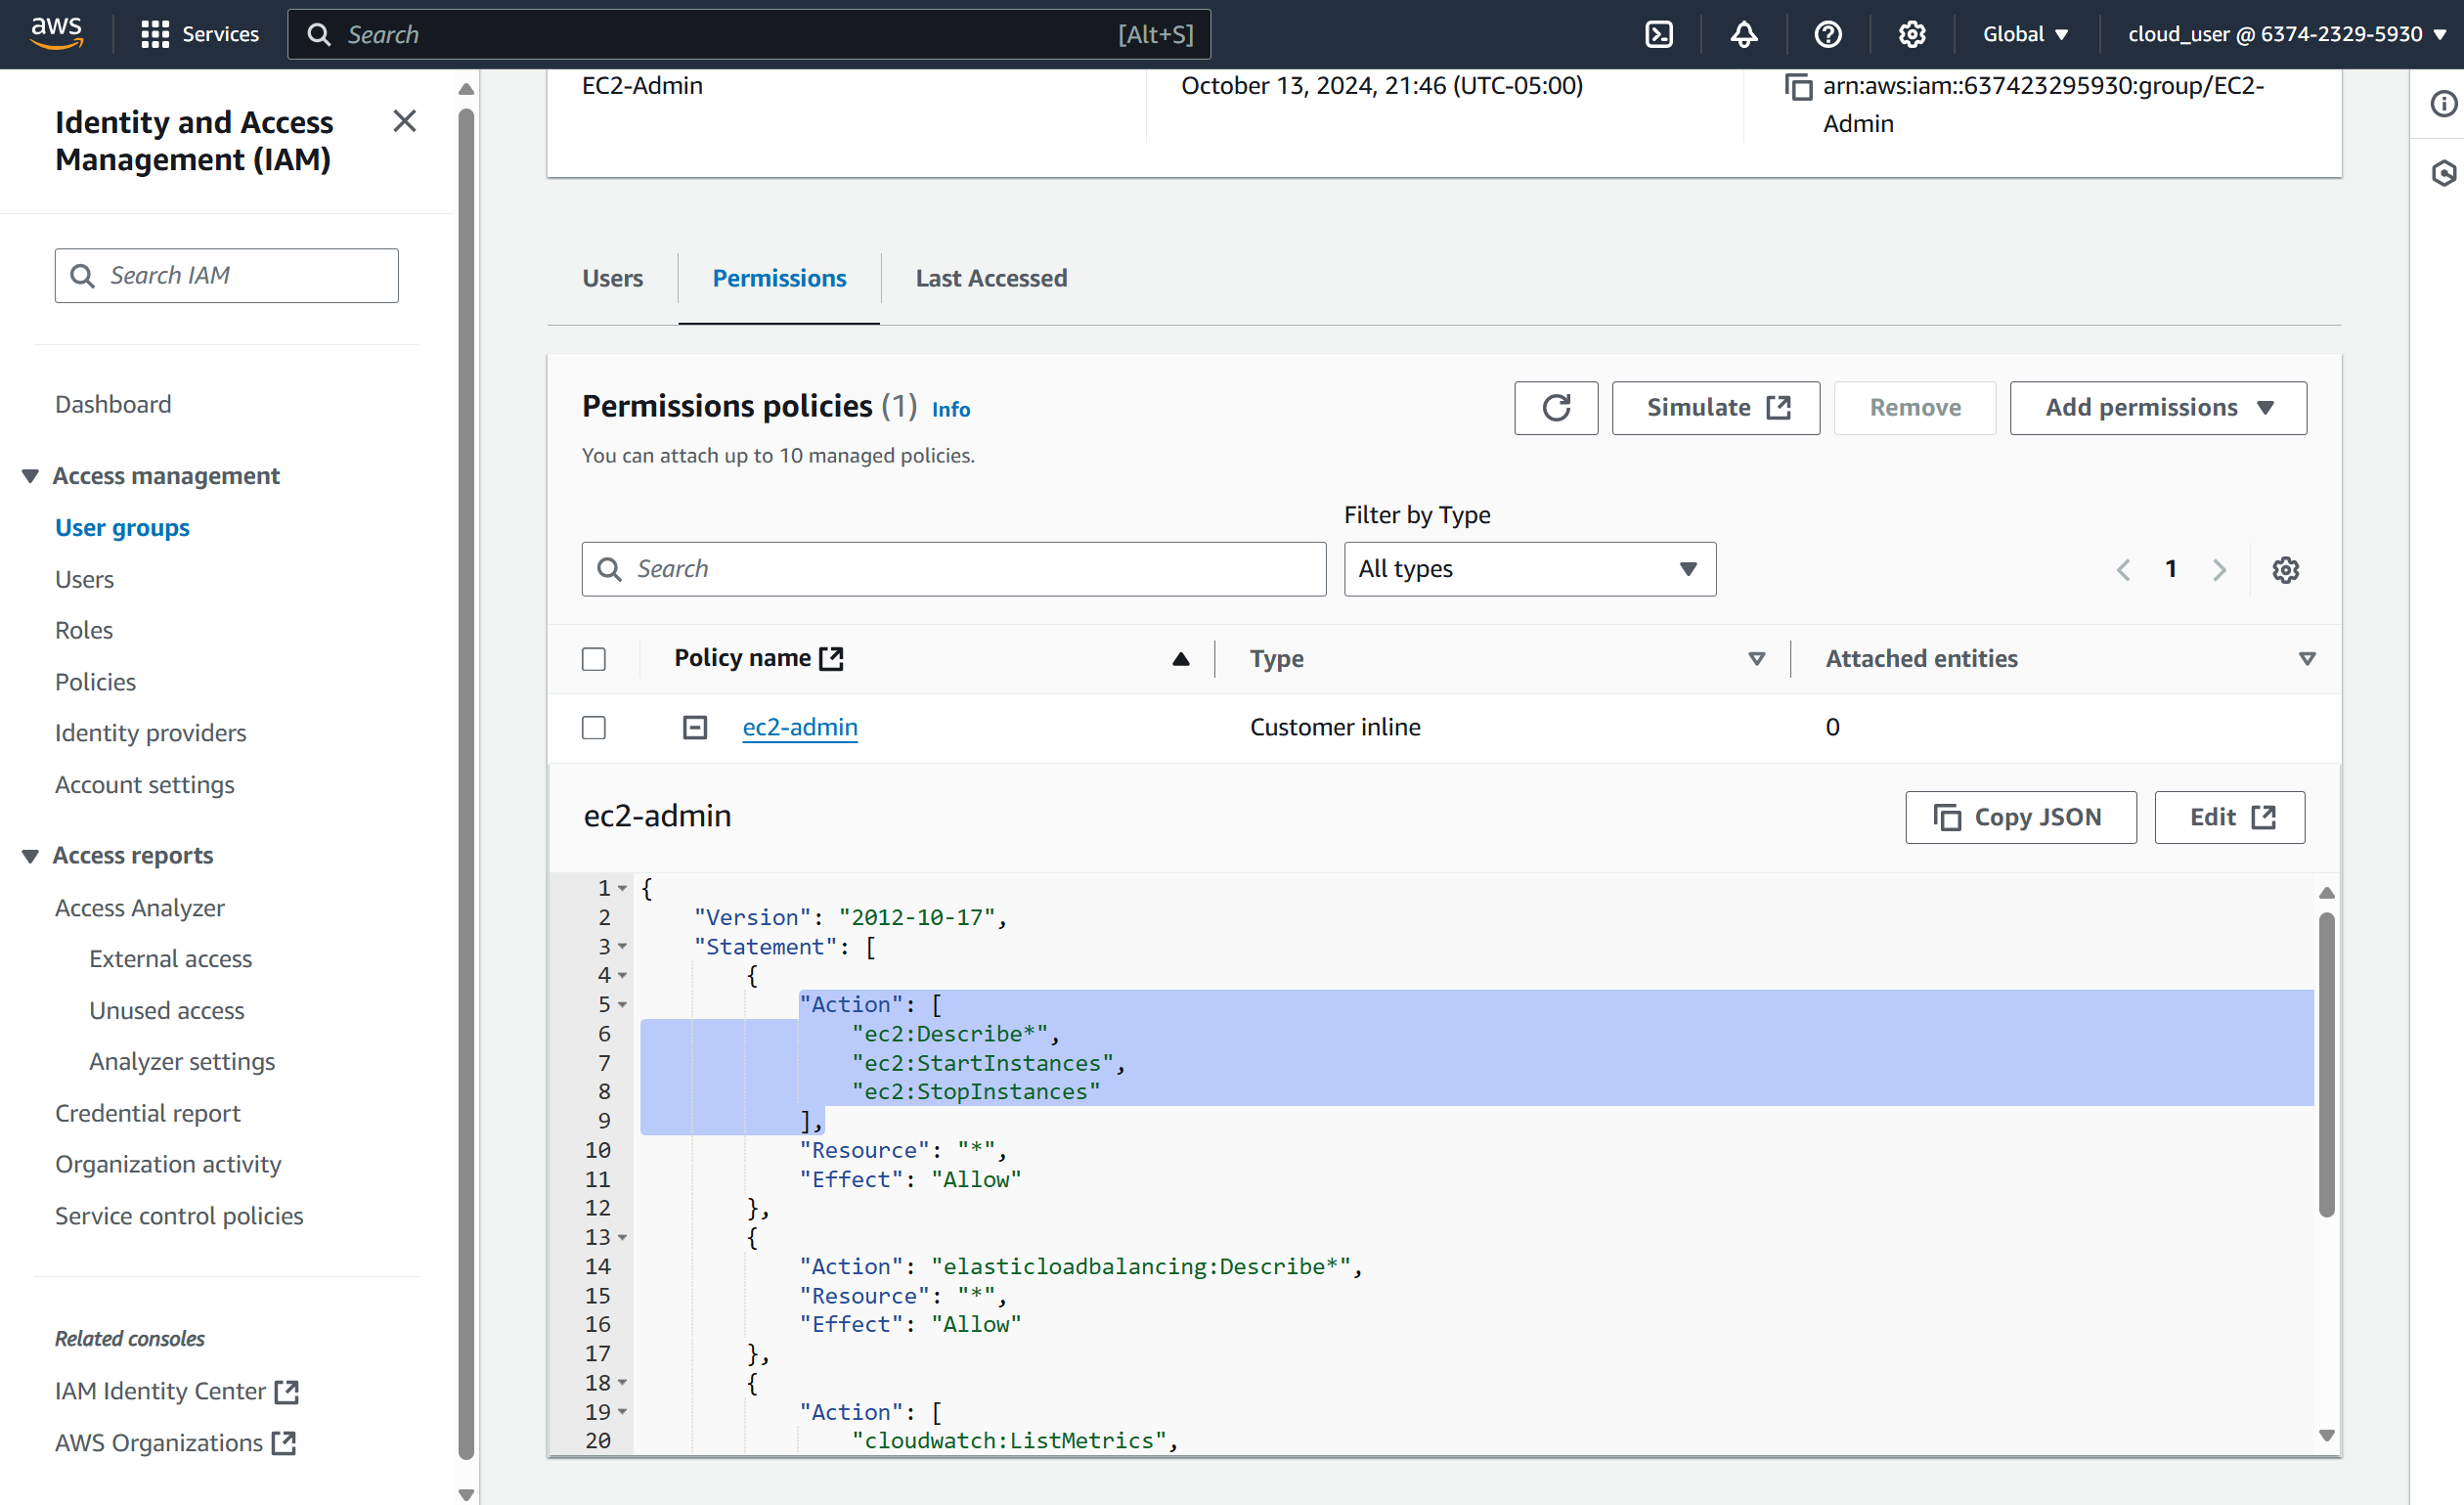 aws
Services
Search
[Alt+S]
Global
cloud_user @ 6374-2329-5930
Identity and Access
Management (IAM)
Search IAM
Dashboard
Access management
User groups
Users
Roles
Policies
Identity providers
Account settings
Access reports
Access Analyzer
External access
Unused access
Analyzer settings
Credential report
Organization activity
Service control policies
Related consoles
IAM Identity Center
AWS Organizations
EC2-Admin
October 13, 2024, 21:46 (UTC-05:00)
arn:aws:iam::637423295930:group/EC2-
Admin
Users
Permissions
Last Accessed
Permissions policies (1) Info
You can attach up to 10 managed policies.
Simulate
Remove
Add permissions
Filter by Type
Search
All types
1
Policy name
Type
Attached entities
ec2-admin
Customer inline
0
ec2-admin
Copy JSON
Edit
1 {
2 "Version": "2012-10-17",
3 "Statement": [
4 {
5 "Action": [
6 "ec2:Describe*",
7 "ec2:StartInstances",
8 "ec2:StopInstances"
9 ],
10 "Resource": "*",
11 "Effect": "Allow"
12 },
13 {
14 "Action": "elasticloadbalancing:Describe*",
15 "Resource": "*",
16 "Effect": "Allow"
17 },
18 {
19 "Action": [
20 "cloudwatch:ListMetrics",